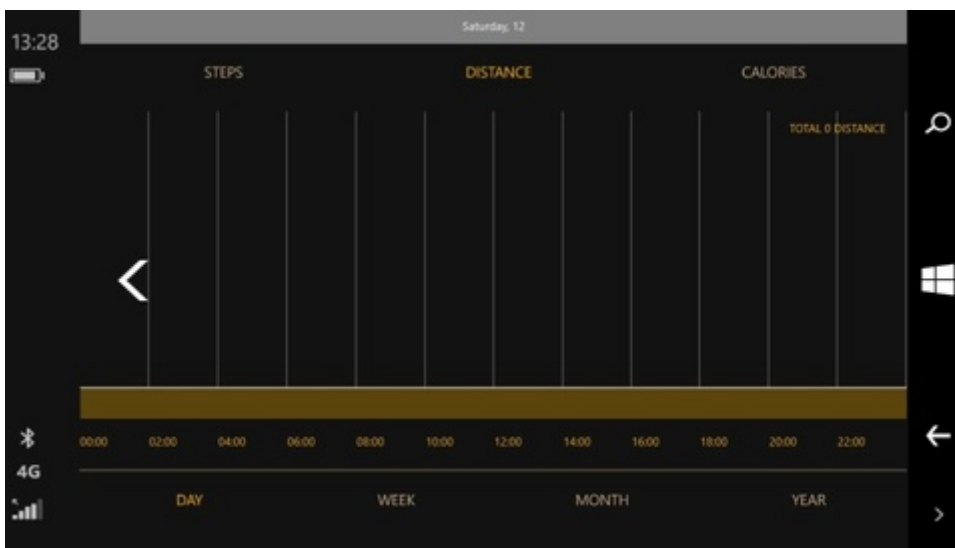 13:28
Saturday, 12
STEPS DISTANCE CALORIES
TOTAL 0 DISTANCE
00:00 02:00 04:00 06:00 08:00 10:00 12:00 14:00 16:00 18:00 20:00 22:00
4G
DAY WEEK MONTH YEAR